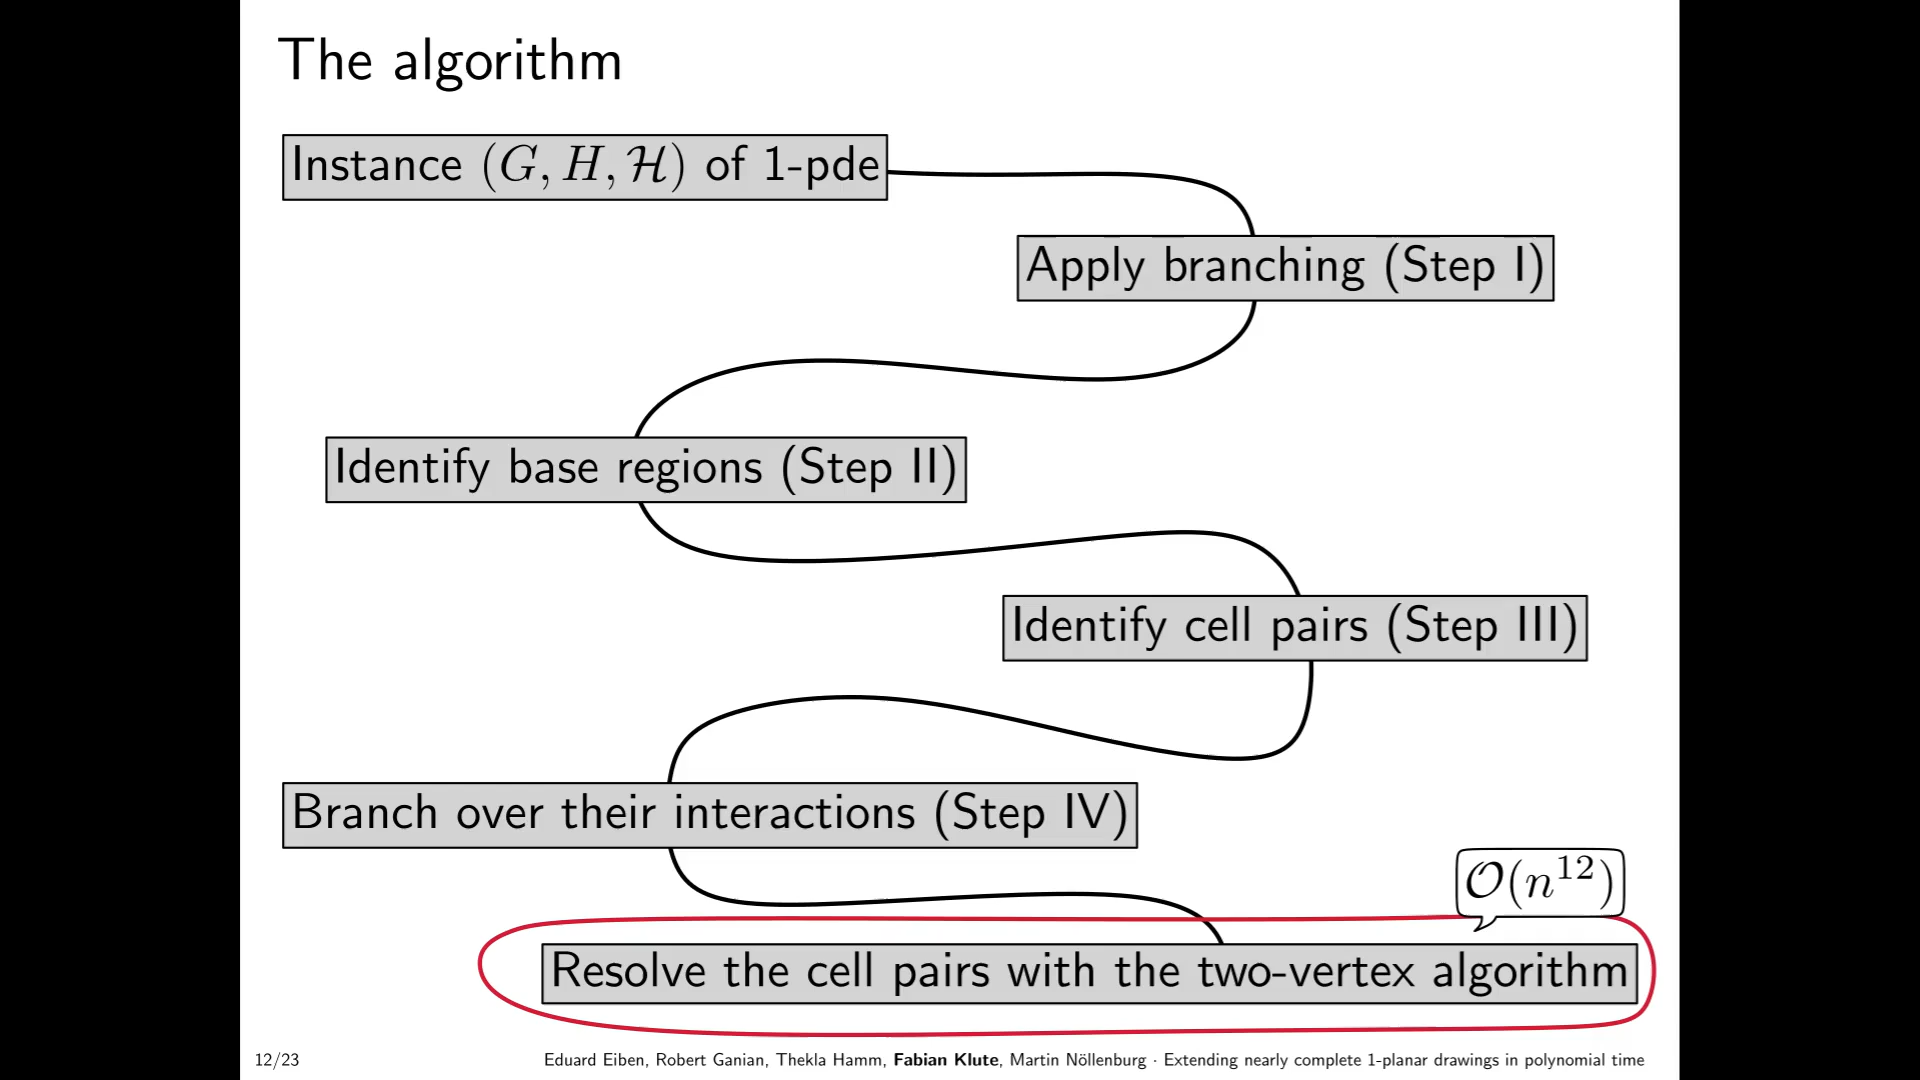 The algorithm
Instance (G, H, ℋ) of 1-pde
Apply branching (Step I)
Identify base regions (Step II)
Identify cell pairs (Step III)
Branch over their interactions (Step IV)
𝒪(n¹²)
Resolve the cell pairs with the two-vertex algorithm
12/23
Eduard Eiben, Robert Ganian, Thekla Hamm, Fabian Klute, Martin Nöllenburg · Extending nearly complete 1-planar drawings in polynomial time